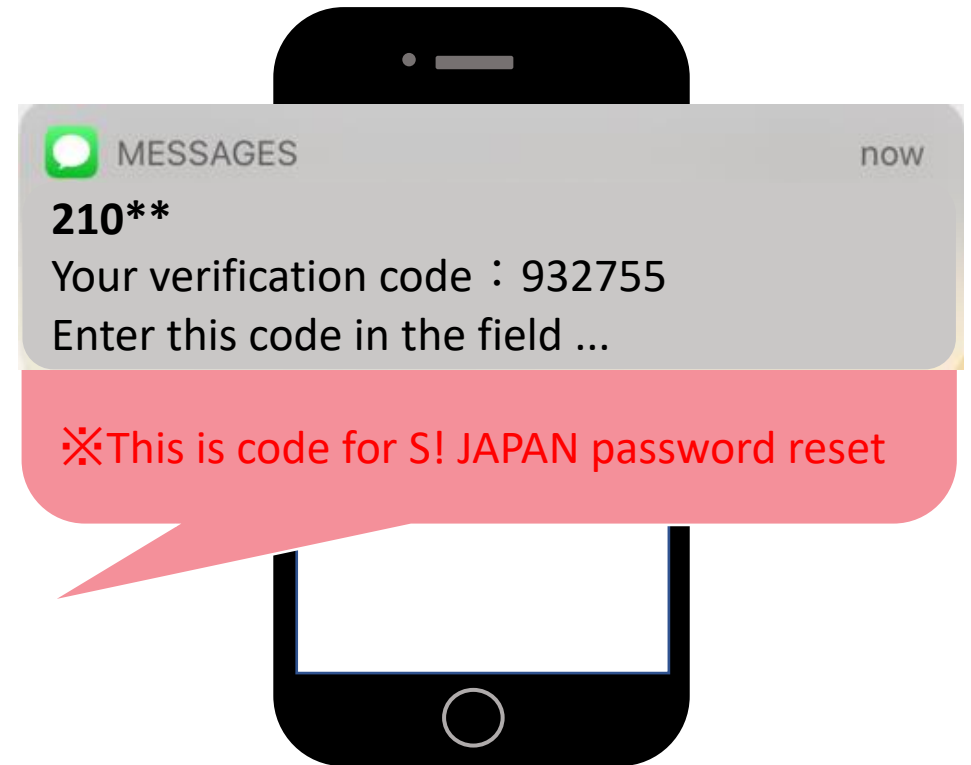 MESSAGES now
210**
Your verification code：932755
Enter this code in the field ...
※This is code for S! JAPAN password reset